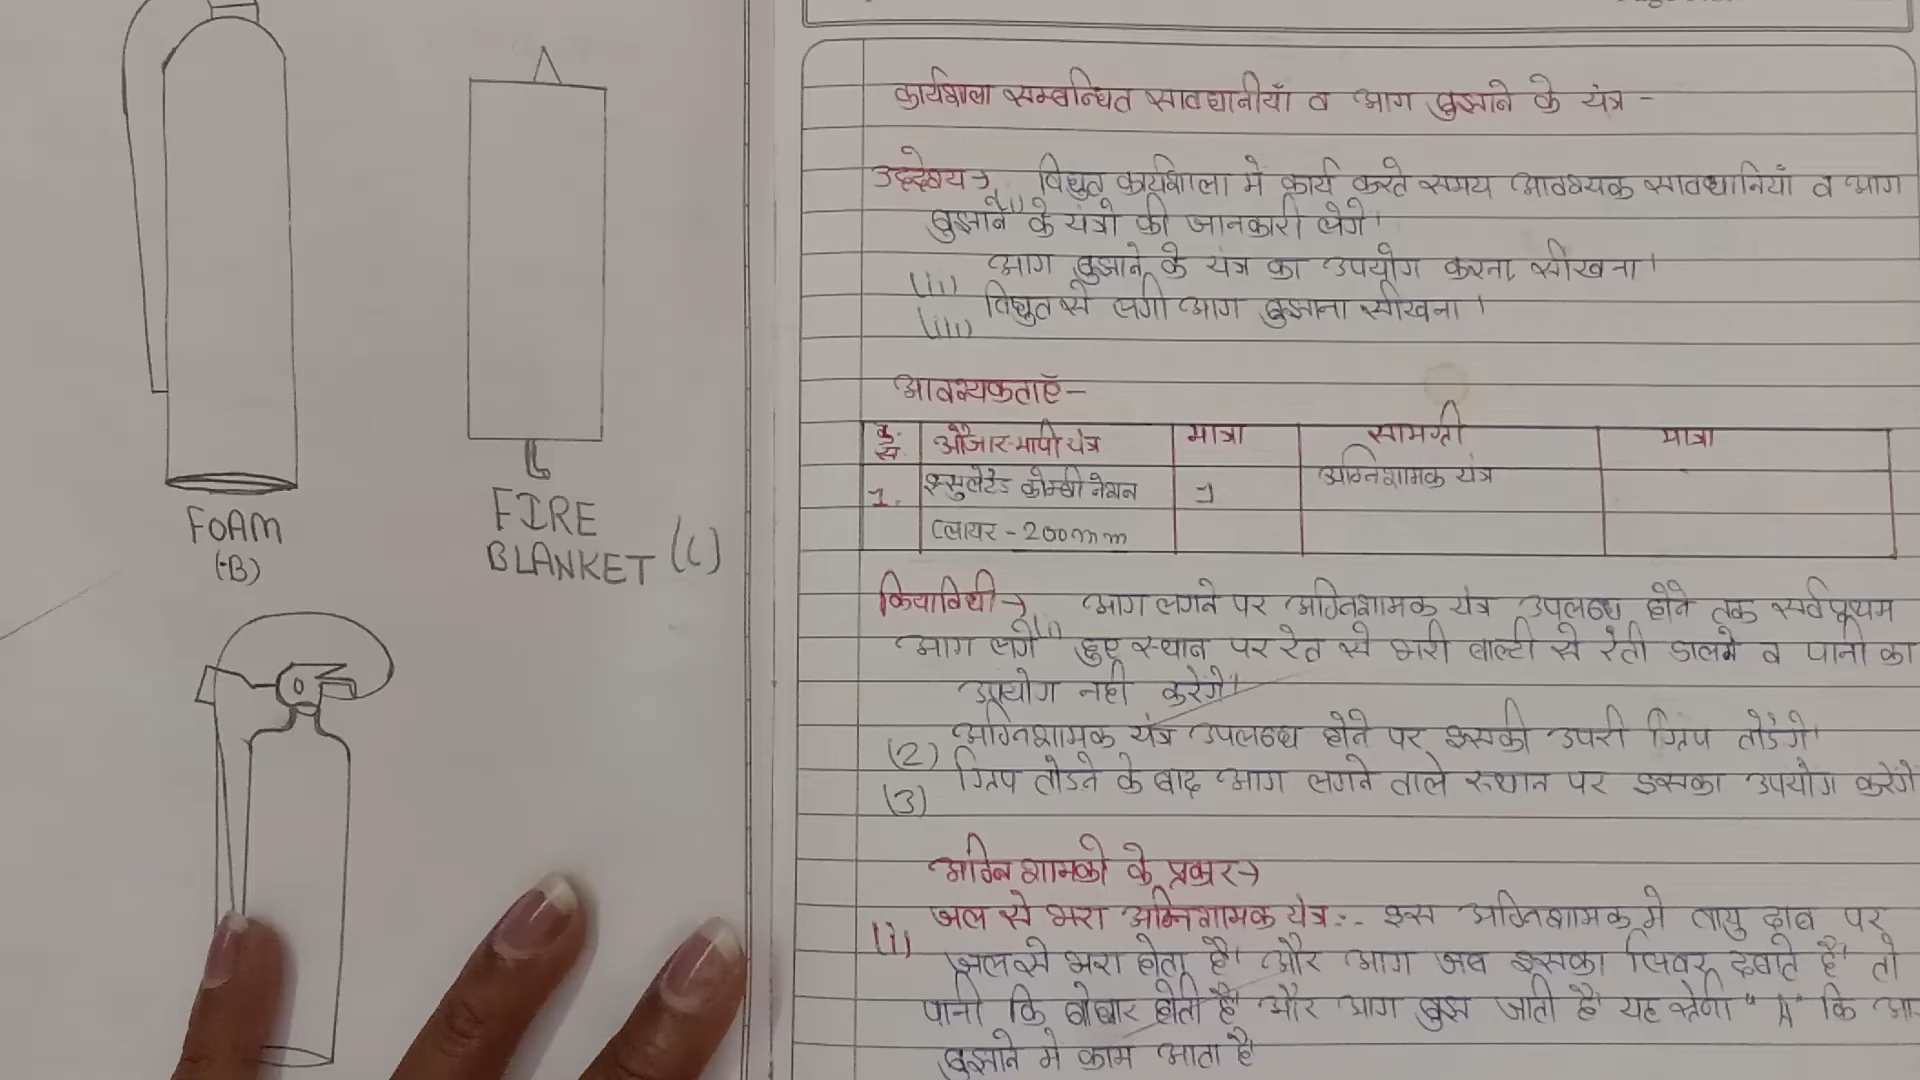 FOAM
(B)
FIRE
BLANKET (C)
कार्यशाला सम्बन्धित सावधानीयाँ व आग बुझाने के यंत्र -
उद्देश्य→ विधुत कार्यशाला मे कार्य करते समय आवश्यक सावधानियाँ व आग
बुझाने के यंत्रो की जानकारी लेगे।
(ii) आग बुझाने के यंत्र का उपयोग करना सीखना।
(iii) विधुत से लगी आग बुझाना सीखना।
आवश्यकताएँ-
क्र. सं. औजार-मापी यंत्र मात्रा सामग्री मात्रा
1. इन्सुलेटेड कोम्बीनेशन 1 अग्निशामक यंत्र
प्लायर - 200mm
कियाविधी→ आग लगने पर अग्निशामक यंत्र उपलब्ध होने तक सर्वप्रथम
आग लगे हुए स्थान पर रेत से भरी बाल्टी से रेती डालेगे व पानी का
उपयोग नही करेंगे।
(2) अग्निशामक यंत्र उपलब्ध होने पर इसकी उपरी ग्रिप तोडेगे।
(3) ग्रिप तोडने के बाद आग लगने वाले स्थान पर इसका उपयोग करेंगे
अग्निशामको के प्रकार→
(i) जल से भरा अग्निशामक यंत्र:- इस अग्निशामक मे वायु दाब पर
जल से भरा होता है। और आग जब इसका लिवर दबाते है। तो
पानी कि बोछार होती है और आग बुझ जाती है यह श्रेणी "A" कि आ
बुझाने मे काम आता है